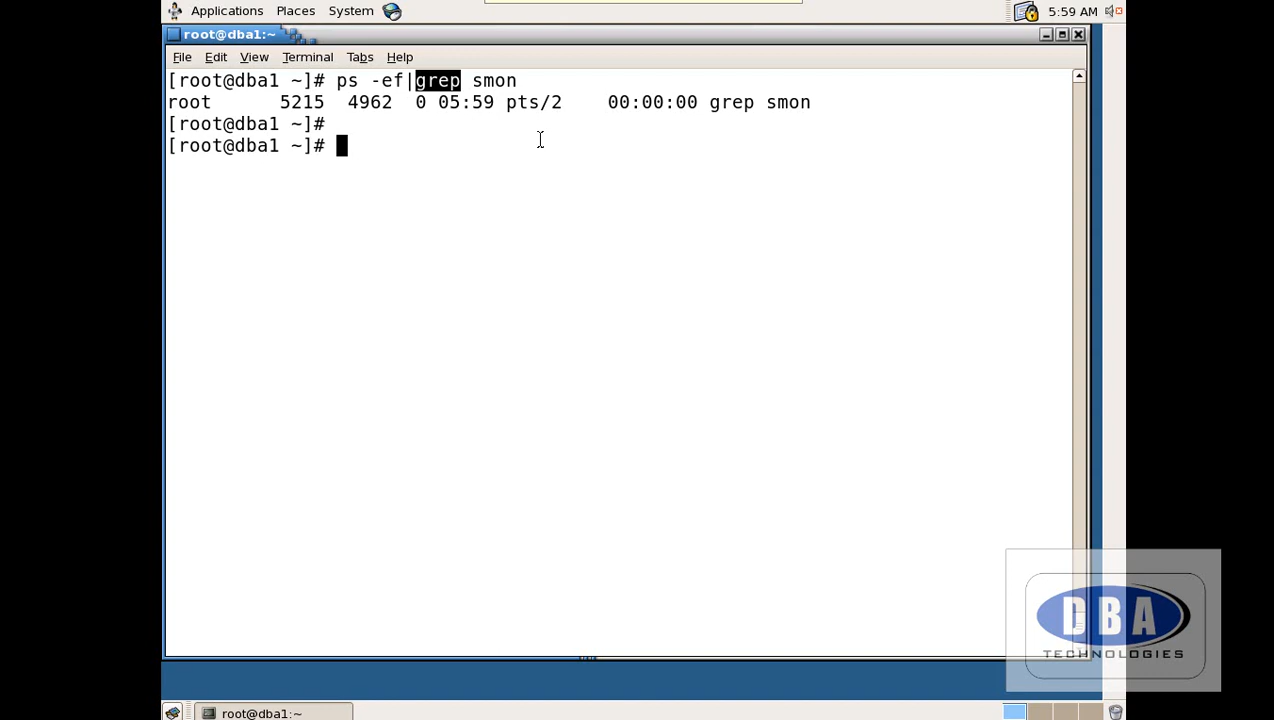 Applications Places System 5:59 AM
root@dba1:~
File Edit View Terminal Tabs Help
[root@dba1 ~]# ps -ef|grep smon
root 5215 4962 0 05:59 pts/2 00:00:00 grep smon
[root@dba1 ~]#
[root@dba1 ~]#
DBA
TECHNOLOGIES
root@dba1:~